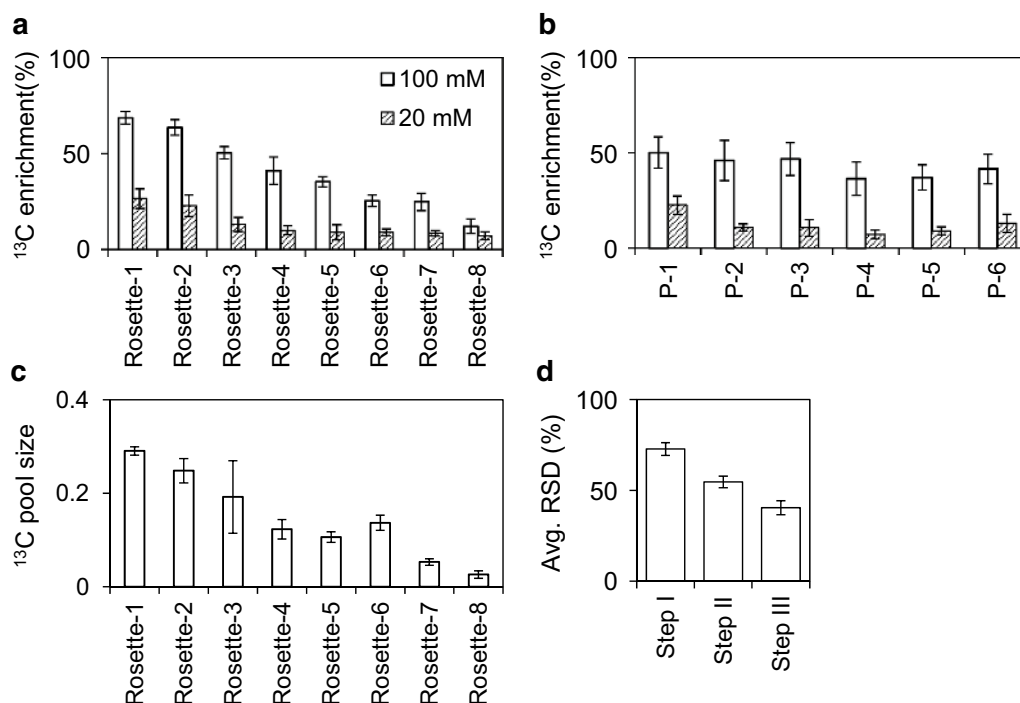 a
¹³C enrichment(%)
100
50
0
100 mM
20 mM
Rosette-1
Rosette-2
Rosette-3
Rosette-4
Rosette-5
Rosette-6
Rosette-7
Rosette-8
b
¹³C enrichment(%)
100
50
0
P-1
P-2
P-3
P-4
P-5
P-6
c
¹³C pool size
0.4
0.2
0
Rosette-1
Rosette-2
Rosette-3
Rosette-4
Rosette-5
Rosette-6
Rosette-7
Rosette-8
d
Avg. RSD (%)
100
50
0
Step I
Step II
Step III